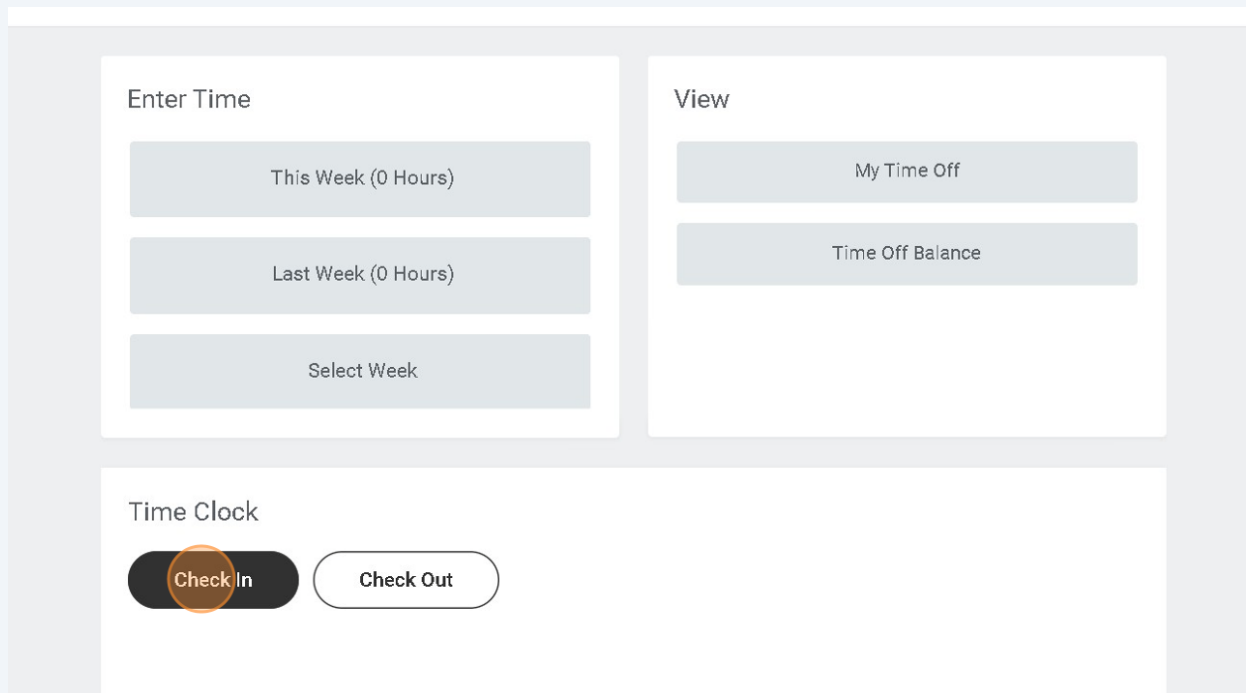 Enter Time
This Week (0 Hours)
Last Week (0 Hours)
Select Week
View
My Time Off
Time Off Balance
Time Clock
Check In
Check Out